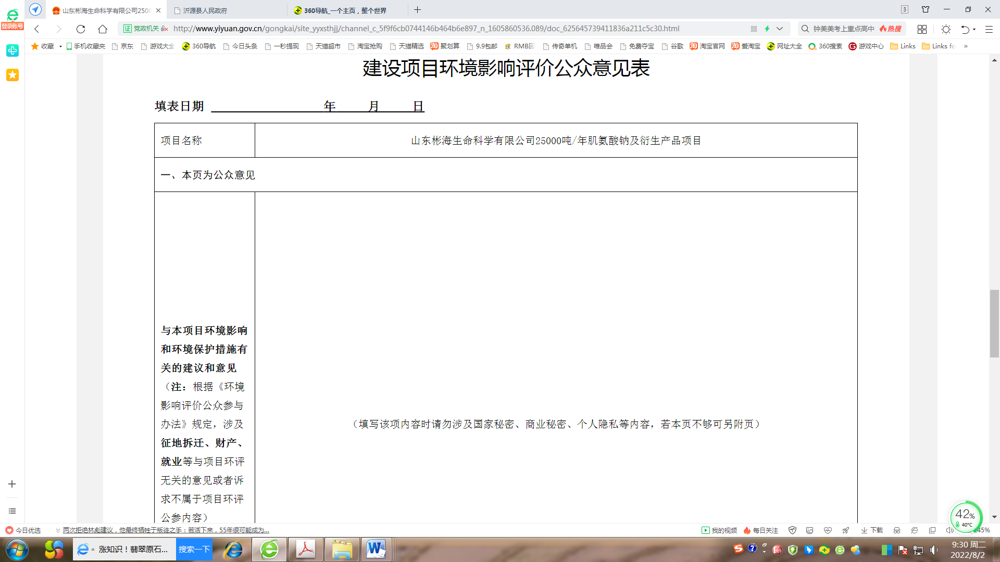 山东彬海生命科学有限公司2500
沂源县人民政府
360导航_一个主页，整个世界
3
登录账号
证 党政机关
http://www.yiyuan.gov.cn/gongkai/site_yyxsthjj/channel_c_5f9f6cb0744146b464b6e897_n_1605860536.089/doc_625645739411836a211c5c30.html
钟美美考上重点高中 热搜
收藏 手机收藏夹 京东 游戏大全 360导航 今日头条 一秒提现 天猫超市 淘宝抢购 天猫精选 聚划算 9.9包邮 RMB回 传奇单机 唯品会 免费夺宝 谷歌 淘宝官网 爱淘宝 网址大全 360搜索 游戏中心 Links Links fo »
建设项目环境影响评价公众意见表
填表日期 年 月 日
项目名称
山东彬海生命科学有限公司25000吨/年肌氨酸钠及衍生产品项目
一、本页为公众意见
与本项目环境影响
和环境保护措施有
关的建议和意见
（注：根据《环境
影响评价公众参与
办法》规定，涉及
征地拆迁、财产、
就业等与项目环评
无关的意见或者诉
求不属于项目环评
公参内容）
（填写该项内容时请勿涉及国家秘密、商业秘密、个人隐私等内容，若本页不够可另附页）
42%
40°C
今日优选
两次拒绝林彪建议，他最终牺牲于叛徒之手：若活下来，55年很可能成为...
我的视频 每日关注 下载
涨知识！翡翠原石... 搜索一下
9:30 周二
2022/8/2